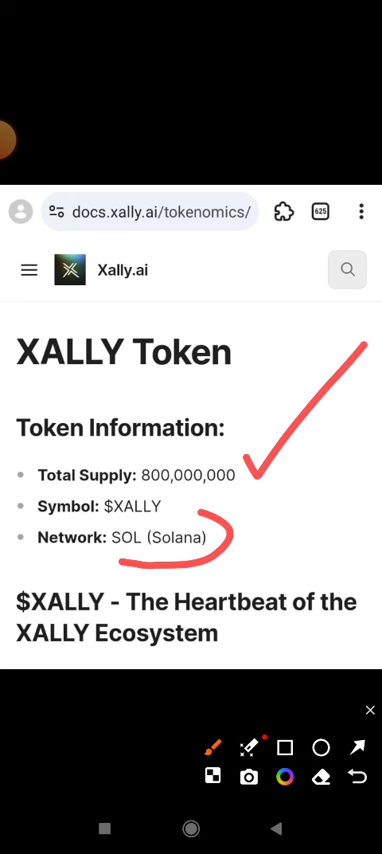 docs.xally.ai/tokenomics/
625
Xally.ai
XALLY Token
Token Information:
Total Supply: 800,000,000
Symbol: $XALLY
Network: SOL (Solana)
$XALLY - The Heartbeat of the
XALLY Ecosystem